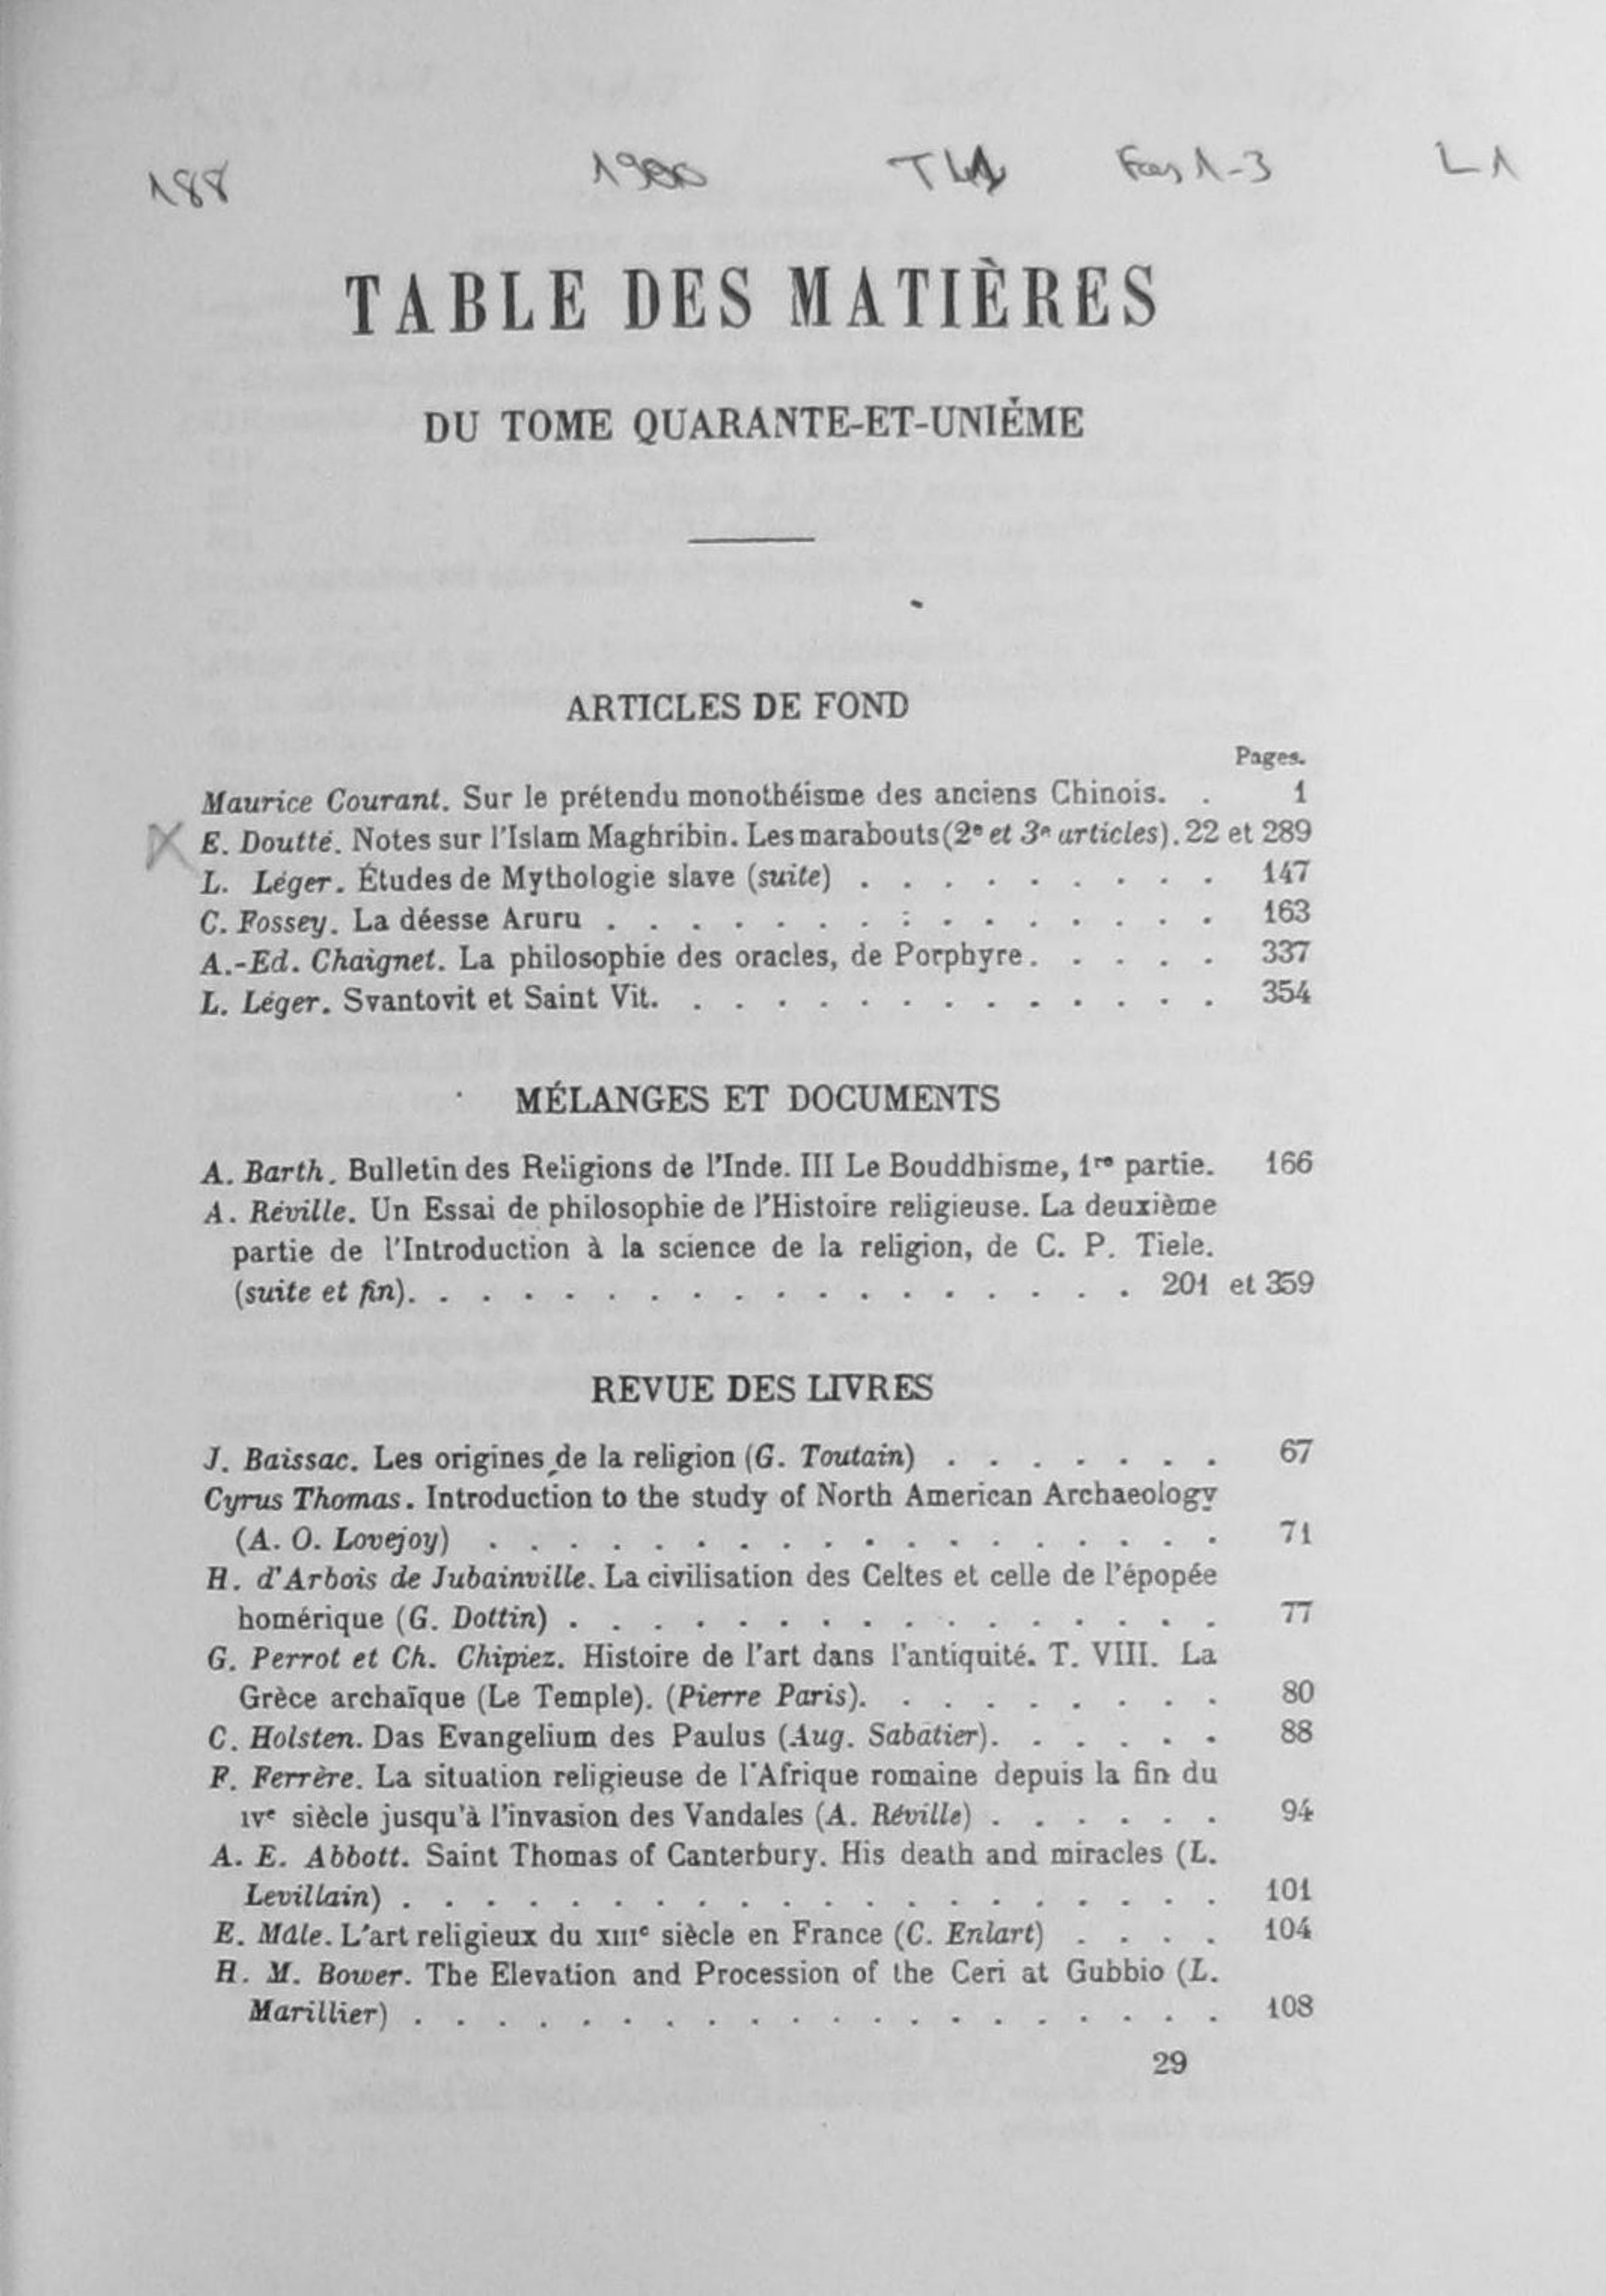 188 1900 Fas 1-3 L1
TABLE DES MATIÈRES
DU TOME QUARANTE-ET-UNIÈME
ARTICLES DE FOND
Pages.
Maurice Courant. Sur le prétendu monothéisme des anciens Chinois. . 1
X E. Doutté. Notes sur l'Islam Maghribin. Les marabouts (2e et 3e articles). 22 et 289
L. Léger. Études de Mythologie slave (suite) . . . . . . . . . 147
C. Fossey. La déesse Aruru . . . . . . . . . . . . . . . 163
A.-Ed. Chaignet. La philosophie des oracles, de Porphyre. . . . . 337
L. Léger. Svantovit et Saint Vit. . . . . . . . . . . . . . 354
MÉLANGES ET DOCUMENTS
A. Barth. Bulletin des Religions de l'Inde. III Le Bouddhisme, 1re partie. 166
A. Réville. Un Essai de philosophie de l'Histoire religieuse. La deuxième
partie de l'Introduction à la science de la religion, de C. P. Tiele.
(suite et fin). . . . . . . . . . . . . . . . . . 201 et 359
REVUE DES LIVRES
J. Baissac. Les origines de la religion (G. Toutain) . . . . . . . 67
Cyrus Thomas. Introduction to the study of North American Archaeology
(A. O. Lovejoy) . . . . . . . . . . . . . . . . . . 71
H. d'Arbois de Jubainville. La civilisation des Celtes et celle de l'épopée
homérique (G. Dottin) . . . . . . . . . . . . . . . . 77
G. Perrot et Ch. Chipiez. Histoire de l'art dans l'antiquité. T. VIII. La
Grèce archaïque (Le Temple). (Pierre Paris). . . . . . . . . 80
C. Holsten. Das Evangelium des Paulus (Aug. Sabatier). . . . . . 88
F. Ferrère. La situation religieuse de l'Afrique romaine depuis la fin du
IVe siècle jusqu'à l'invasion des Vandales (A. Réville) . . . . . . 94
A. E. Abbott. Saint Thomas of Canterbury. His death and miracles (L.
Levillain) . . . . . . . . . . . . . . . . . . . . 101
E. Mâle. L'art religieux du XIIIe siècle en France (C. Enlart) . . . . 104
H. M. Bower. The Elevation and Procession of the Ceri at Gubbio (L.
Marillier) . . . . . . . . . . . . . . . . . . . . 108
29